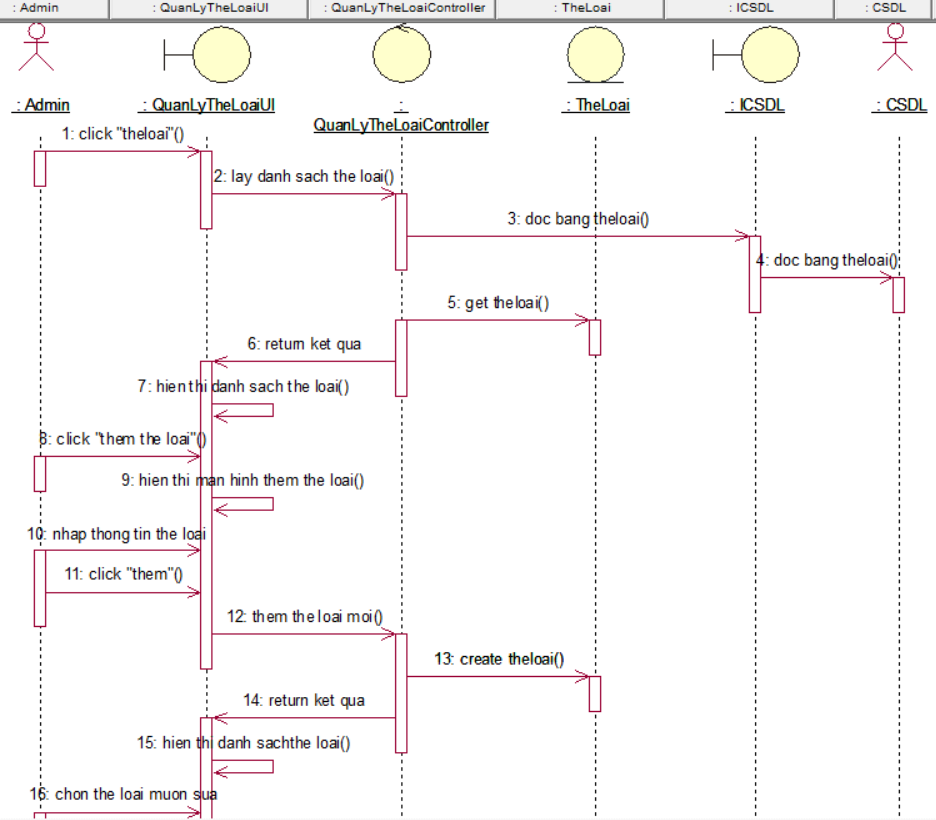 : Admin
: QuanLyTheLoaiUI
: QuanLyTheLoaiController
: TheLoai
: ICSDL
: CSDL
: Admin
: QuanLyTheLoaiUI
:
QuanLyTheLoaiController
: TheLoai
: ICSDL
: CSDL
1: click "theloai"()
2: lay danh sach the loai()
3: doc bang theloai()
4: doc bang theloai()
5: get theloai()
6: return ket qua
7: hien thi danh sach the loai()
8: click "them the loai"()
9: hien thi man hinh them the loai()
10: nhap thong tin the loai
11: click "them"()
12: them the loai moi()
13: create theloai()
14: return ket qua
15: hien thi danh sachthe loai()
16: chon the loai muon sua